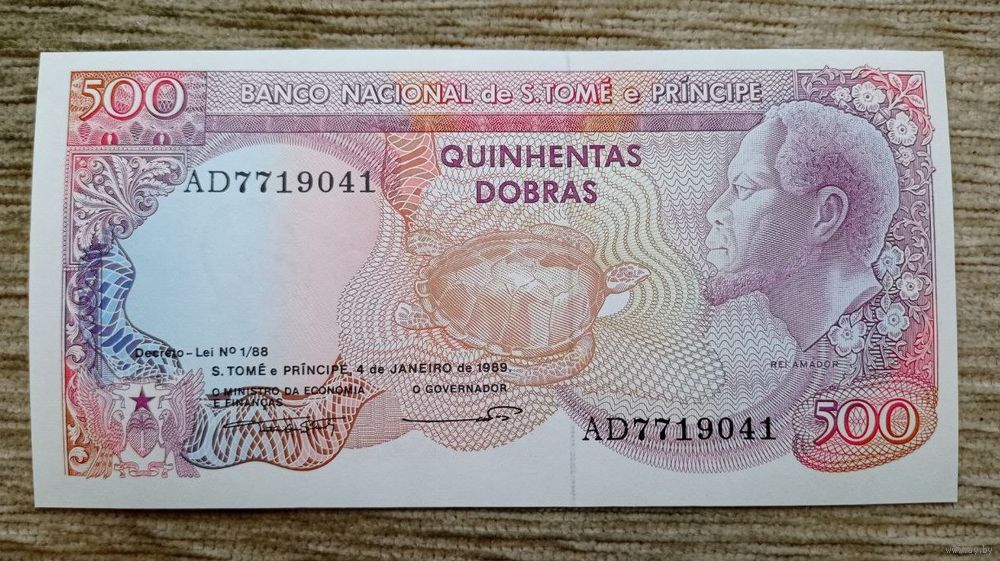 500
BANCO NACIONAL de S. TOMÉ e PRÍNCIPE
QUINHENTAS
DOBRAS
AD7719041
Decreto-Lei Nº 1/88
S. TOMÉ e PRÍNCIPE, 4 de JANEIRO de 1989.
O MINISTRO DA ECONOMIA
E FINANÇAS
O GOVERNADOR
REI AMADOR
AD7719041
500